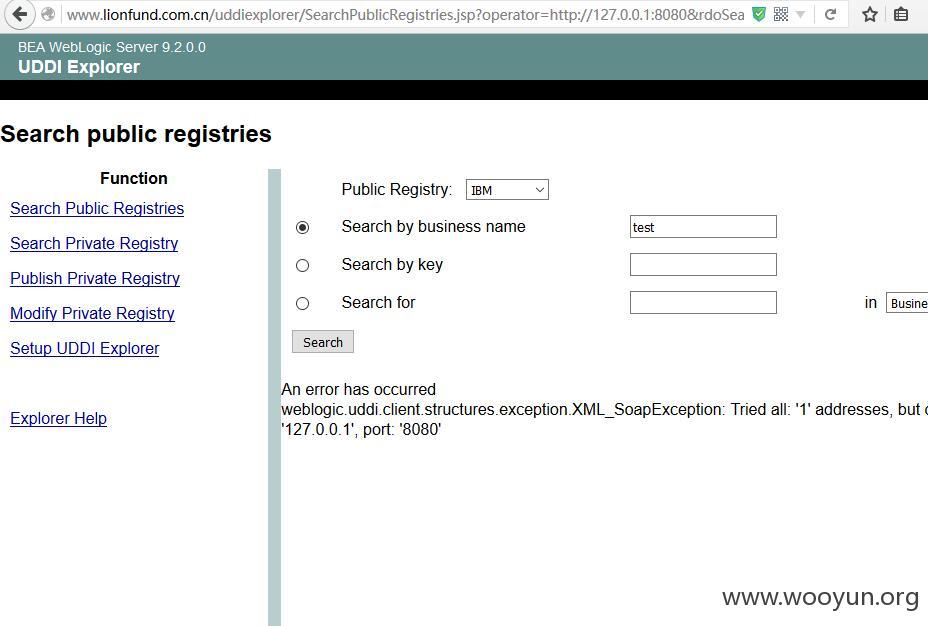 www.lionfund.com.cn/uddiexplorer/SearchPublicRegistries.jsp?operator=http://127.0.0.1:8080&rdoSea
BEA WebLogic Server 9.2.0.0
UDDI Explorer
Search public registries
Function
Search Public Registries
Search Private Registry
Publish Private Registry
Modify Private Registry
Setup UDDI Explorer
Explorer Help
Public Registry: IBM
Search by business name test
Search by key
Search for in Busine
Search
An error has occurred
weblogic.uddi.client.structures.exception.XML_SoapException: Tried all: '1' addresses, but
'127.0.0.1', port: '8080'
www.wooyun.org